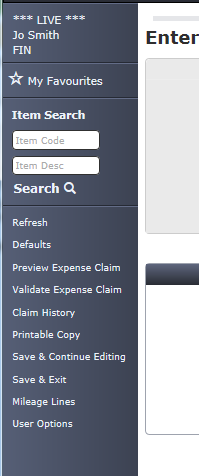 *** LIVE ***
Jo Smith
FIN
My Favourites
Item Search
Item Code
Item Desc
Search
Refresh
Defaults
Preview Expense Claim
Validate Expense Claim
Claim History
Printable Copy
Save & Continue Editing
Save & Exit
Mileage Lines
User Options
Enter